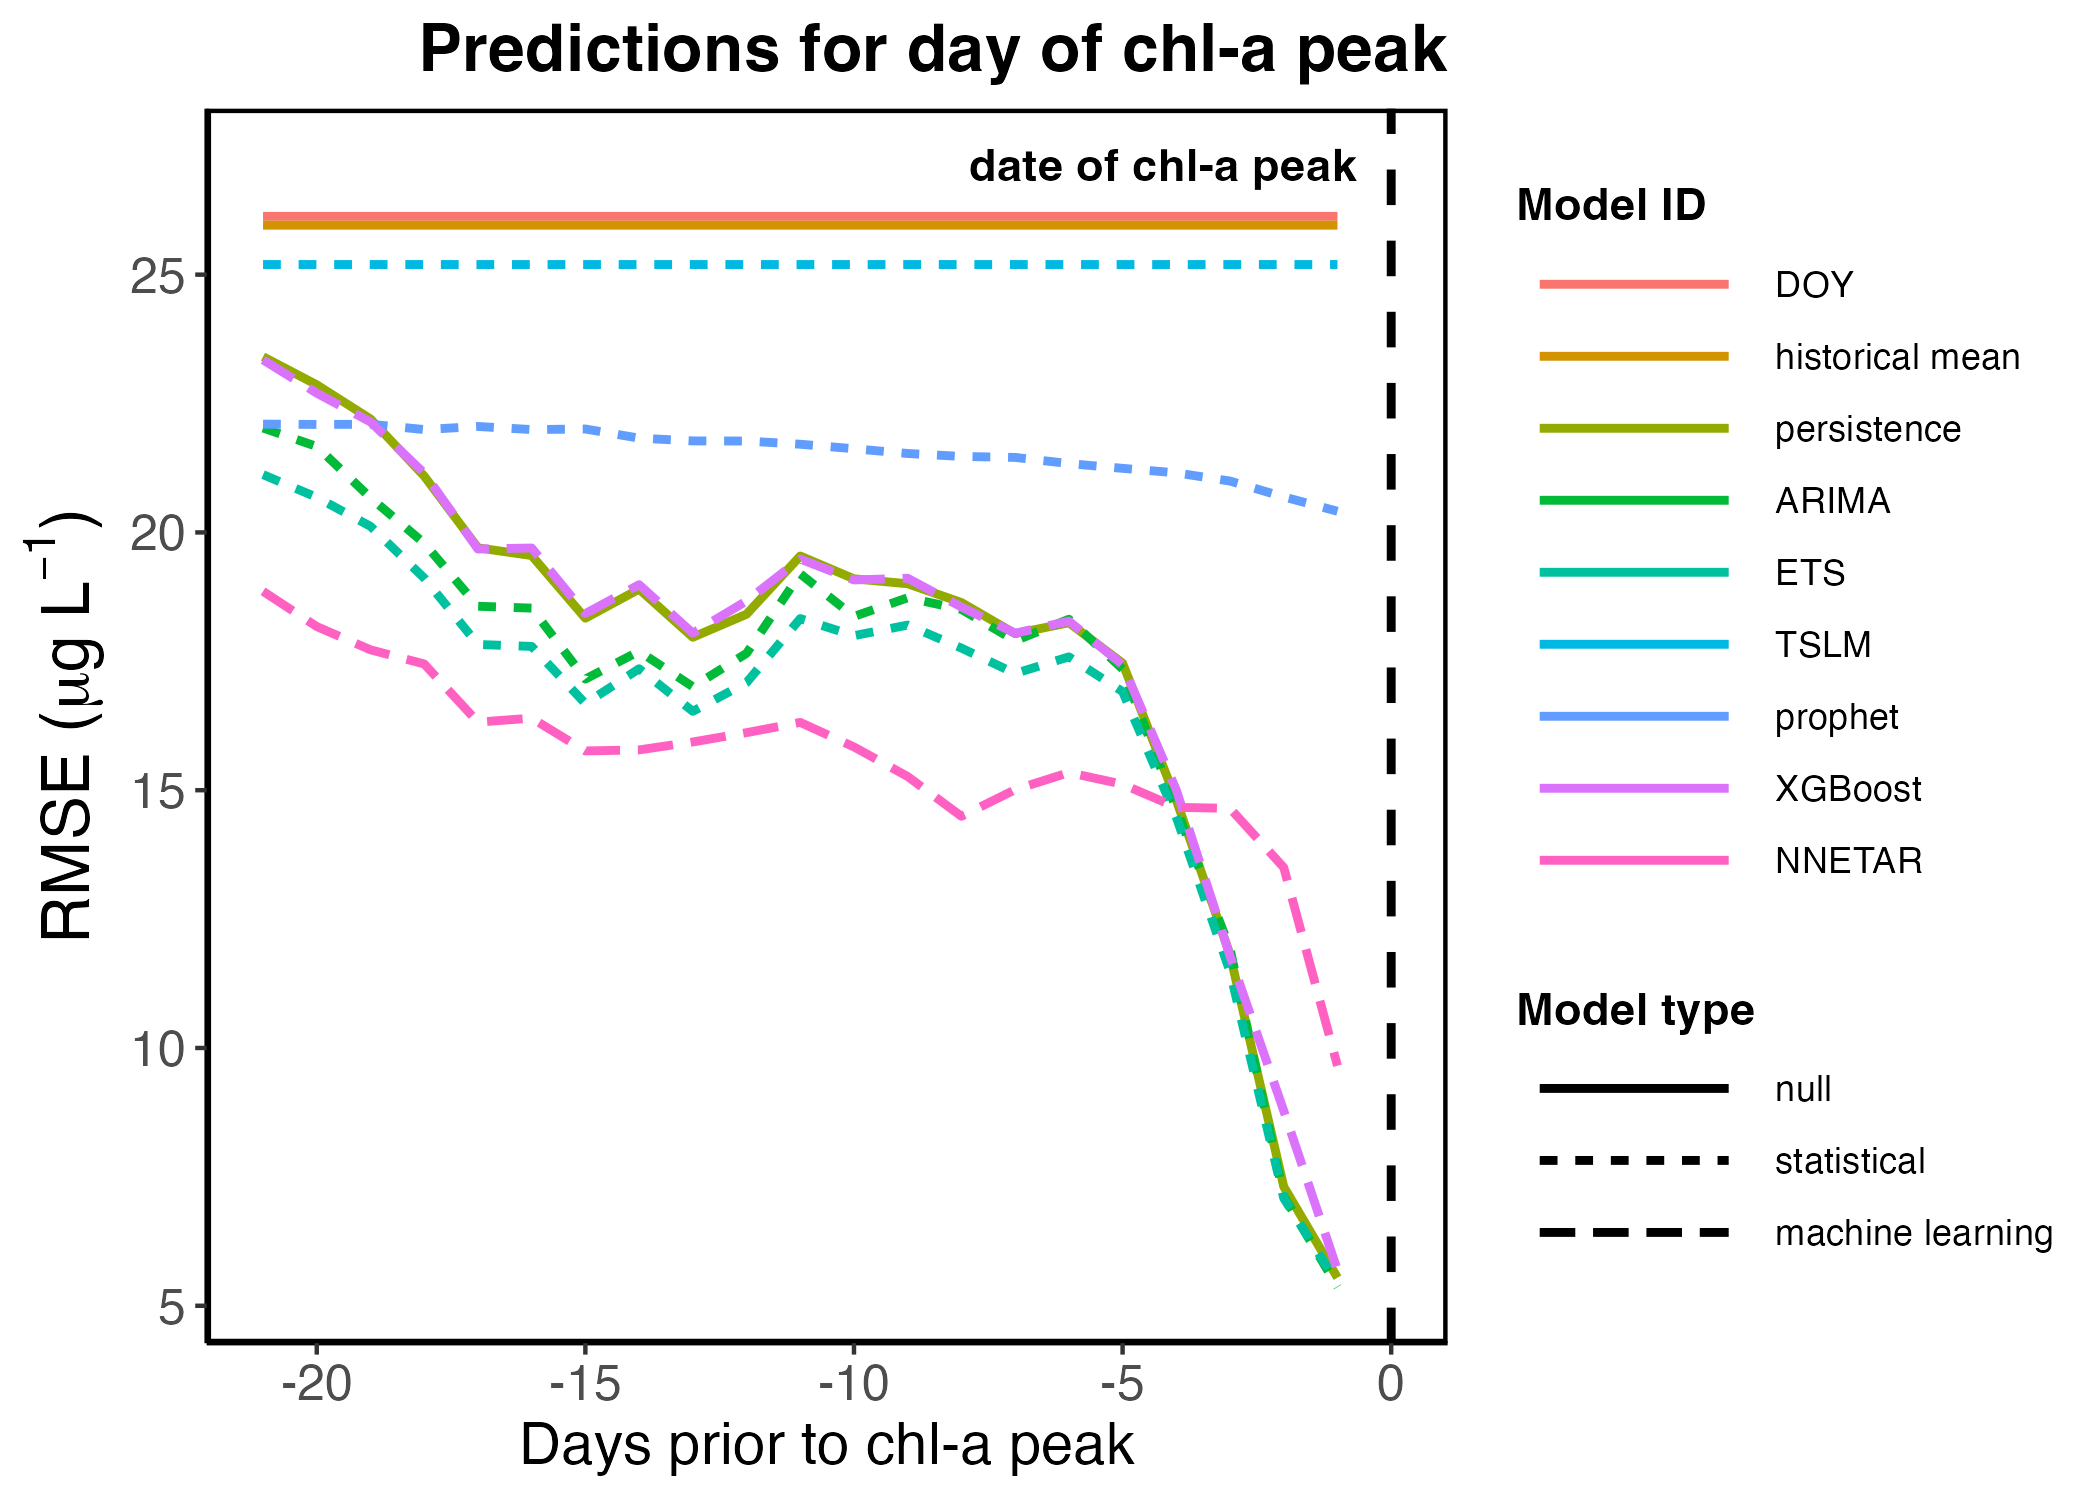 Predictions for day of chl-a peak
date of chl-a peak
RMSE (µg L⁻¹)
25
20
15
10
5
-20 -15 -10 -5 0
Days prior to chl-a peak
Model ID
DOY
historical mean
persistence
ARIMA
ETS
TSLM
prophet
XGBoost
NNETAR
Model type
null
statistical
machine learning